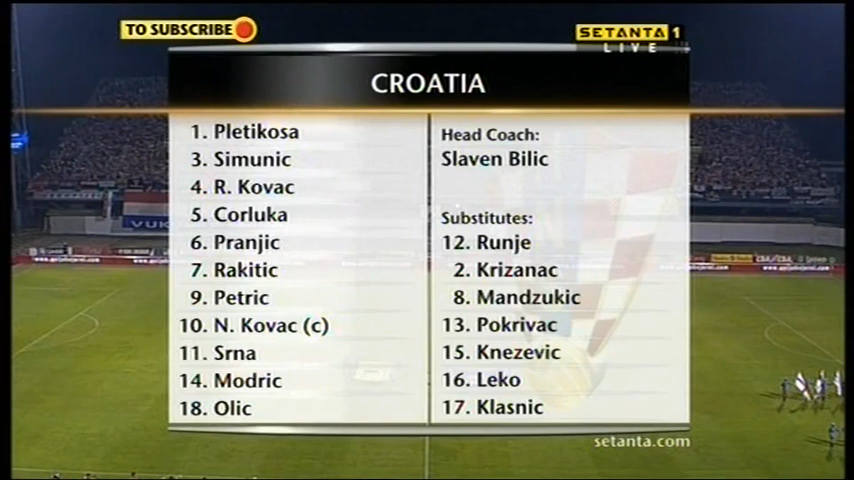 TO SUBSCRIBE
SETANTA 1
LIVE
CROATIA
1. Pletikosa
3. Simunic
4. R. Kovac
5. Corluka
6. Pranjic
7. Rakitic
9. Petric
10. N. Kovac (c)
11. Srna
14. Modric
18. Olic
Head Coach:
Slaven Bilic
Substitutes:
12. Runje
2. Krizanac
8. Mandzukic
13. Pokrivac
15. Knezevic
16. Leko
17. Klasnic
setanta.com
VUK